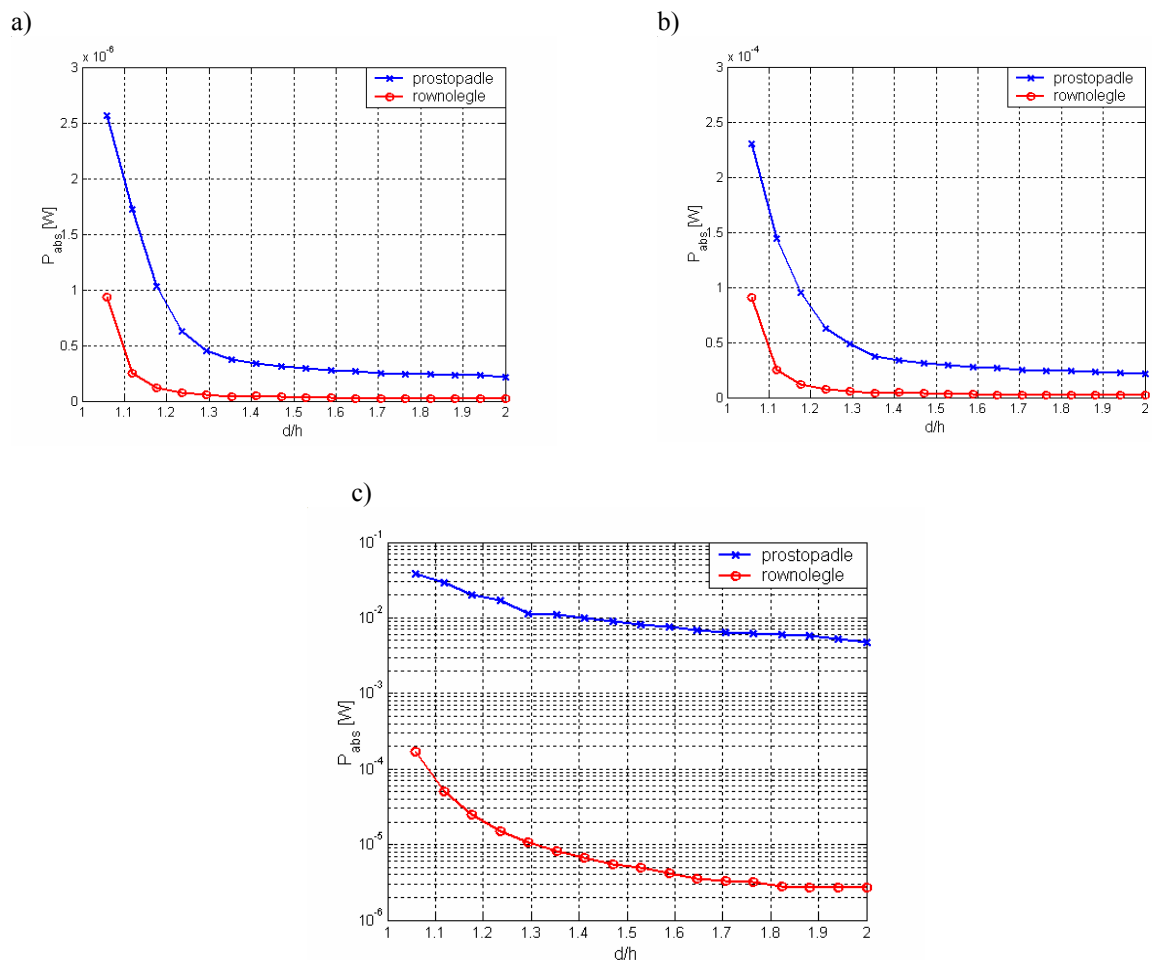 a)
x 10^-6
3
2.5
2
1.5
1
0.5
0
P_abs [W]
1 1.1 1.2 1.3 1.4 1.5 1.6 1.7 1.8 1.9 2
d/h
prostopadle
rownolegle
b)
x 10^-4
3
2.5
2
1.5
1
0.5
0
P_abs [W]
1 1.1 1.2 1.3 1.4 1.5 1.6 1.7 1.8 1.9 2
d/h
prostopadle
rownolegle
c)
10^-1
10^-2
10^-3
10^-4
10^-5
10^-6
P_abs [W]
1 1.1 1.2 1.3 1.4 1.5 1.6 1.7 1.8 1.9 2
d/h
prostopadle
rownolegle